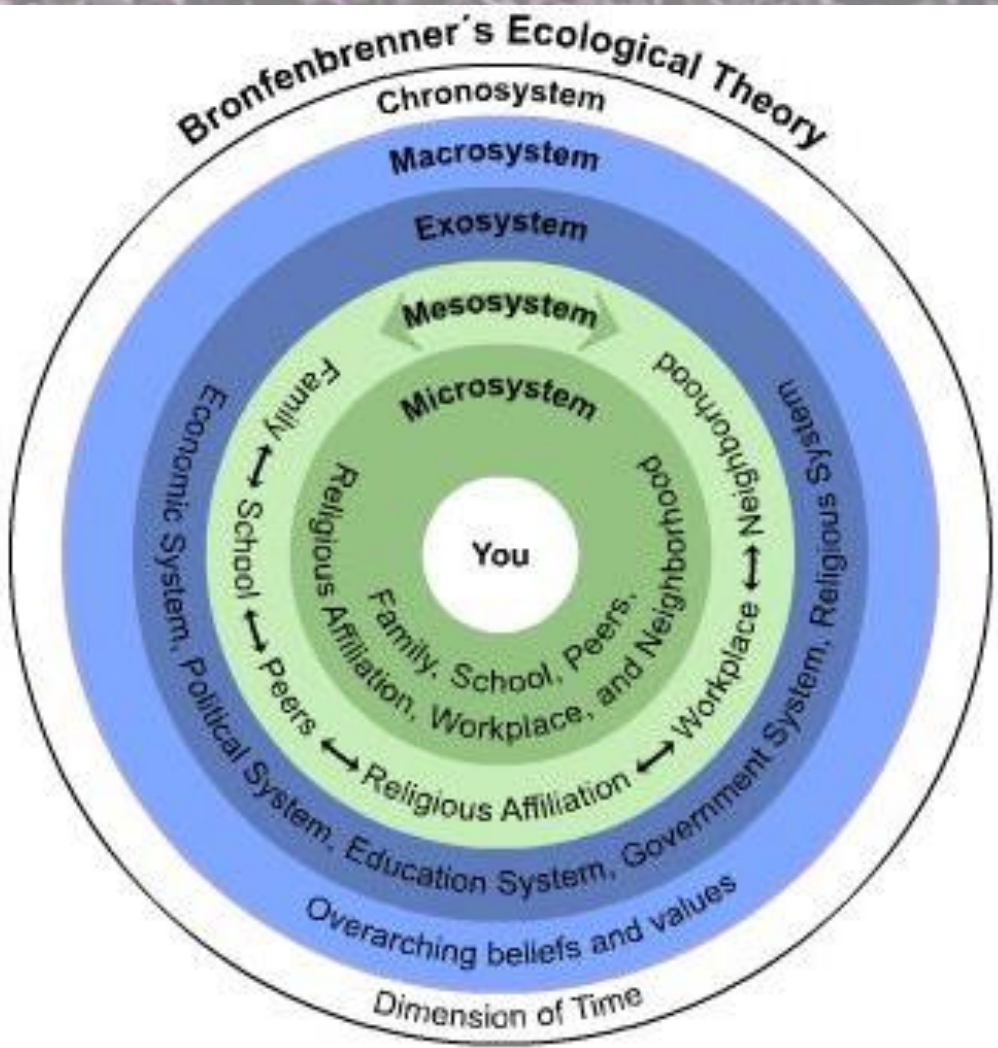 Bronfenbrenner´s Ecological Theory
Chronosystem
Macrosystem
Exosystem
Mesosystem
Microsystem
You
Family, School, Peers,
Religious Affiliation, Workplace, and Neighborhood
Family ↔ School ↔ Peers ↔ Religious Affiliation ↔ Workplace ↔ Neighborhood
Economic System, Political System, Education System, Government System, Religious System
Overarching beliefs and values
Dimension of Time